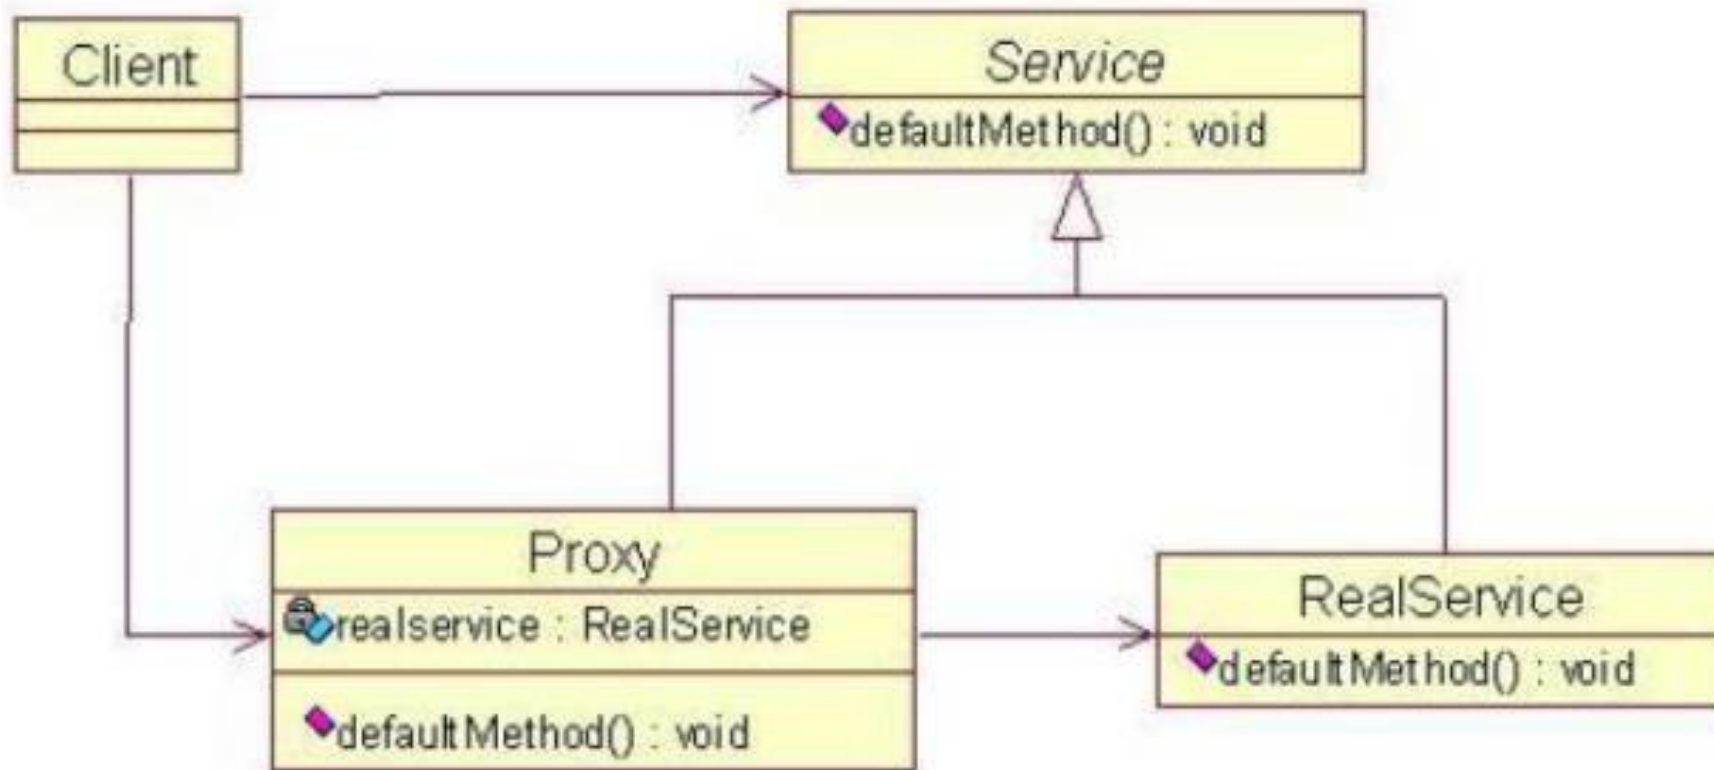 Client
Service
defaultMethod() : void
Proxy
realservice : RealService
defaultMethod() : void
RealService
defaultMethod() : void